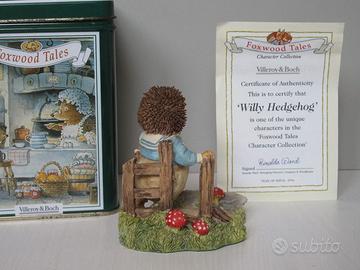 Foxwood Tales
Villeroy & Boch
Foxwood Tales
Character Collection
Villeroy & Boch
Certificate of Authenticity
This is to certify that
'Willy Hedgehog'
is one of the unique
characters in the
'Foxwood Tales
Character Collection'
Signed
subito